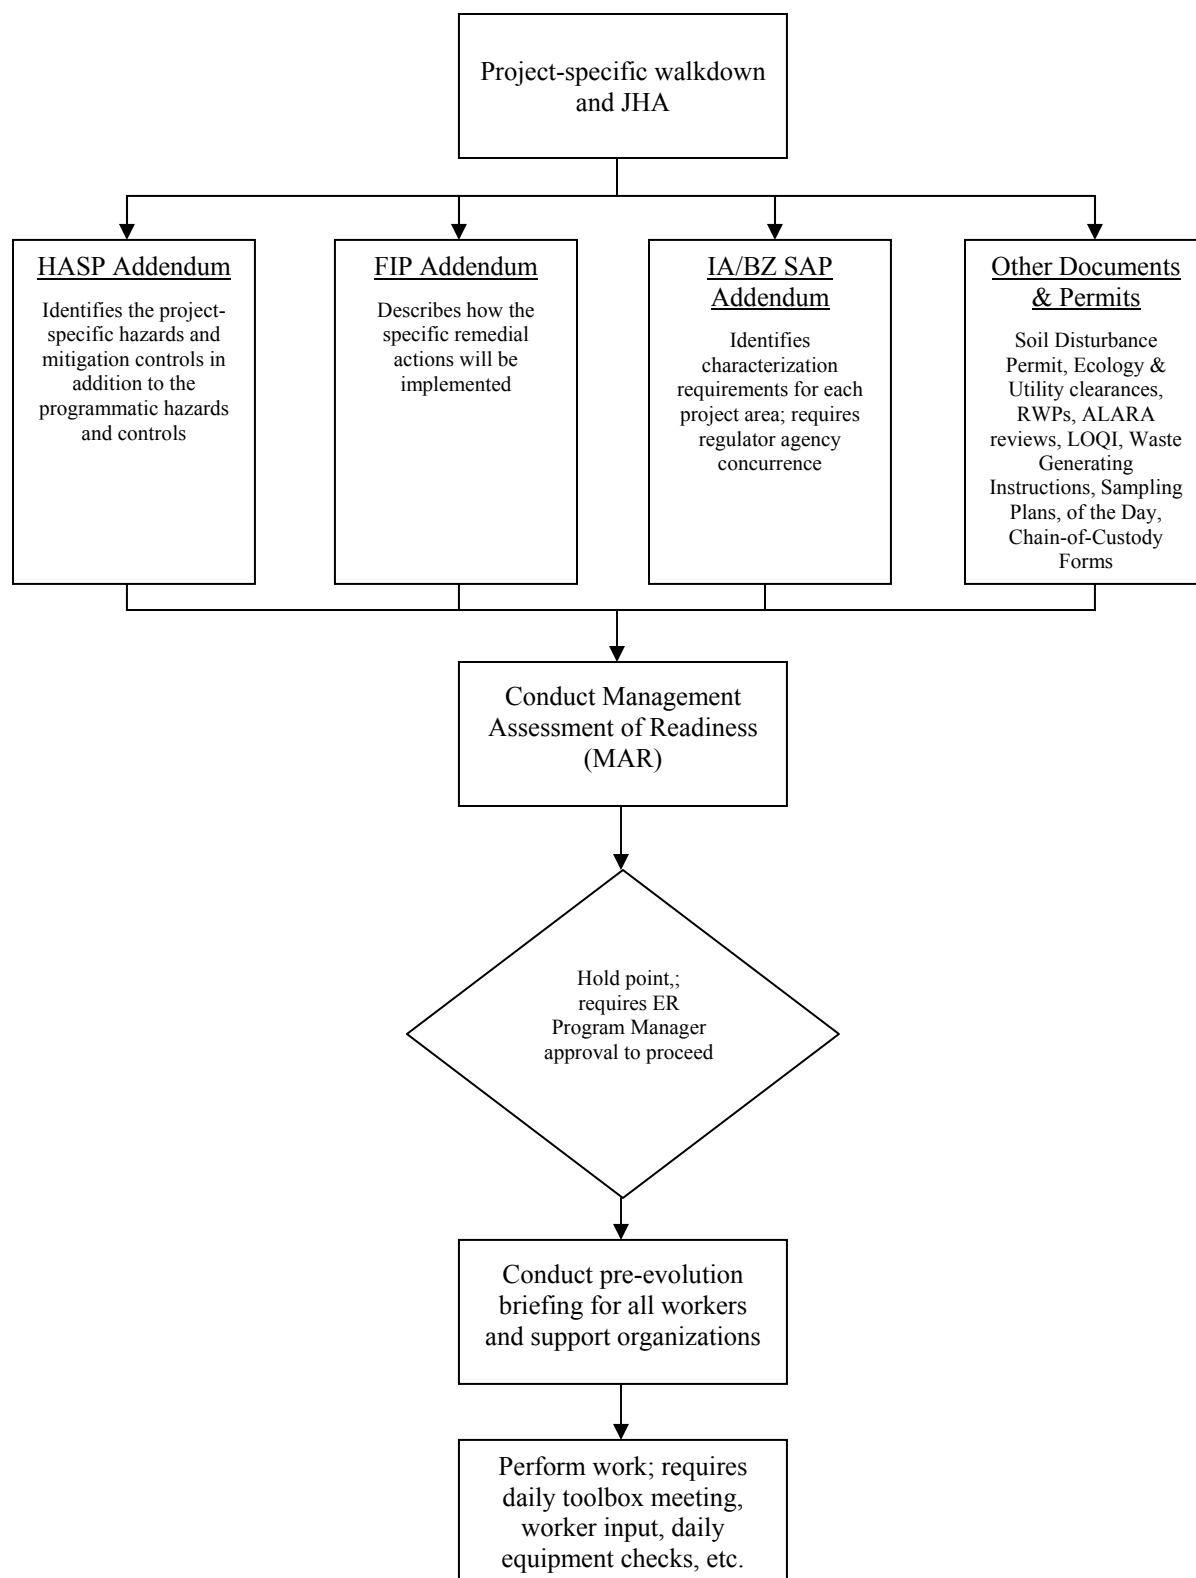 Project-specific walkdown
and JHA
HASP Addendum
Identifies the project-
specific hazards and
mitigation controls in
addition to the
programmatic hazards
and controls
FIP Addendum
Describes how the
specific remedial
actions will be
implemented
IA/BZ SAP
Addendum
Identifies
characterization
requirements for each
project area; requires
regulator agency
concurrence
Other Documents
& Permits
Soil Disturbance
Permit, Ecology &
Utility clearances,
RWPs, ALARA
reviews, LOQI, Waste
Generating
Instructions, Sampling
Plans, of the Day,
Chain-of-Custody
Forms
Conduct Management
Assessment of Readiness
(MAR)
Hold point,;
requires ER
Program Manager
approval to proceed
Conduct pre-evolution
briefing for all workers
and support organizations
Perform work; requires
daily toolbox meeting,
worker input, daily
equipment checks, etc.